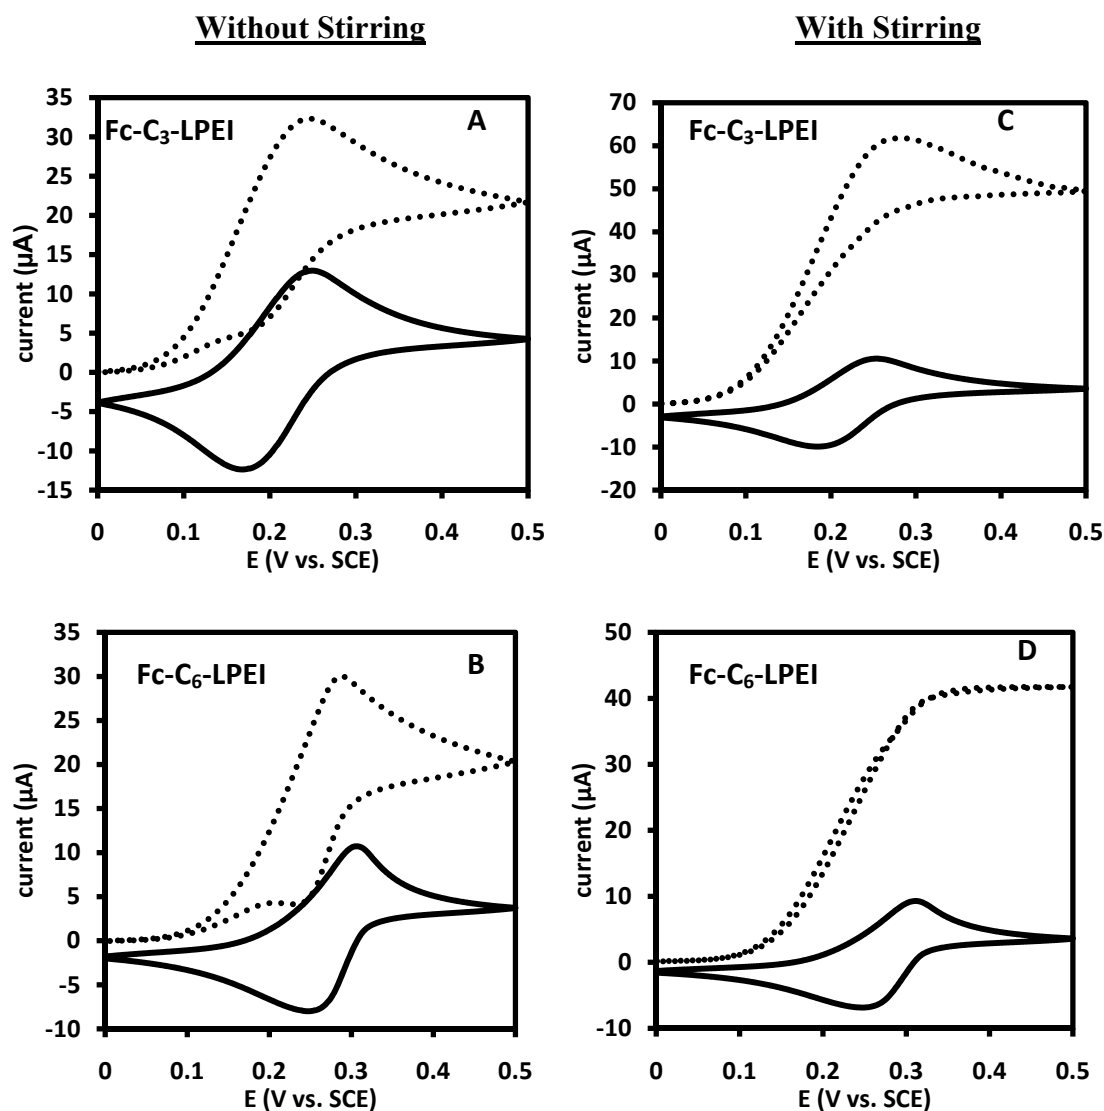 Without Stirring
With Stirring
35
30
25
20
15
10
5
0
-5
-10
-15
current (µA)
Fc-C₃-LPEI
A
0 0.1 0.2 0.3 0.4 0.5
E (V vs. SCE)
70
60
50
40
30
20
10
0
-10
-20
current (µA)
Fc-C₃-LPEI
C
0 0.1 0.2 0.3 0.4 0.5
E (V vs. SCE)
35
30
25
20
15
10
5
0
-5
-10
current (µA)
Fc-C₆-LPEI
B
0 0.1 0.2 0.3 0.4 0.5
E (V vs. SCE)
50
40
30
20
10
0
-10
current (µA)
Fc-C₆-LPEI
D
0 0.1 0.2 0.3 0.4 0.5
E (V vs. SCE)